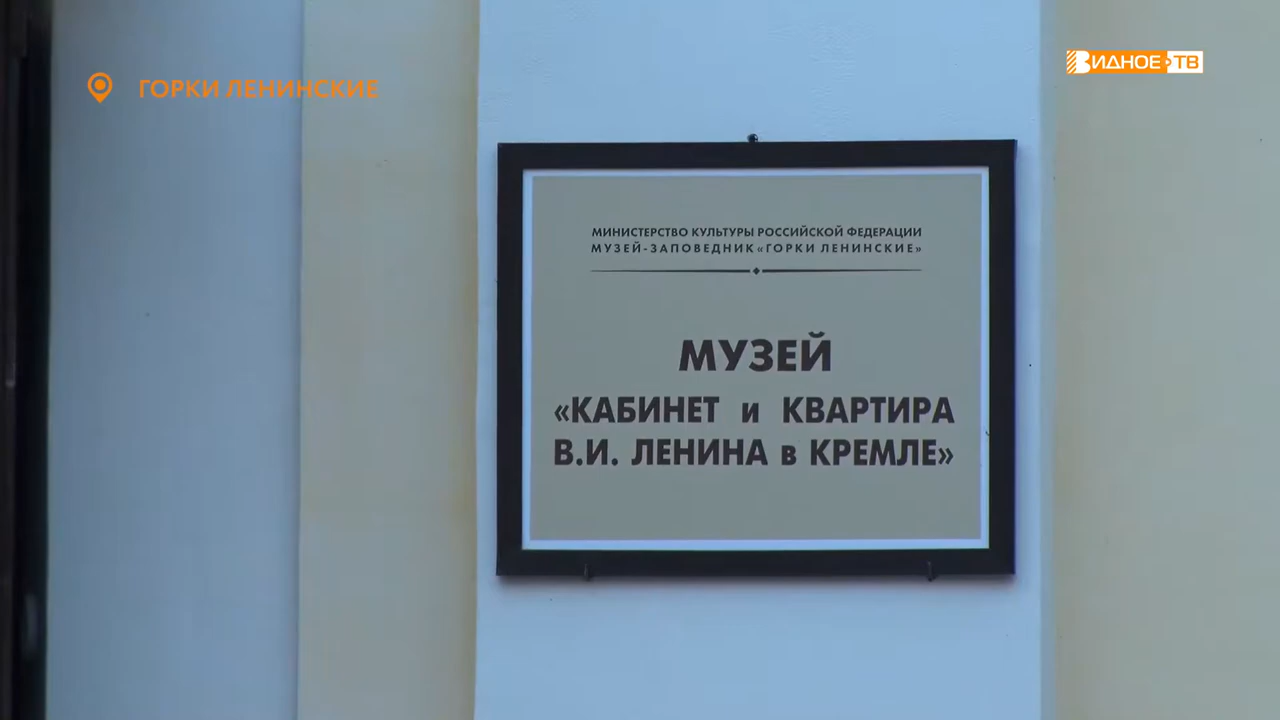 ГОРКИ ЛЕНИНСКИЕ
ВИДНОЕ ТВ
МИНИСТЕРСТВО КУЛЬТУРЫ РОССИЙСКОЙ ФЕДЕРАЦИИ
МУЗЕЙ-ЗАПОВЕДНИК «ГОРКИ ЛЕНИНСКИЕ»
МУЗЕЙ
«КАБИНЕТ и КВАРТИРА
В.И. ЛЕНИНА в КРЕМЛЕ»